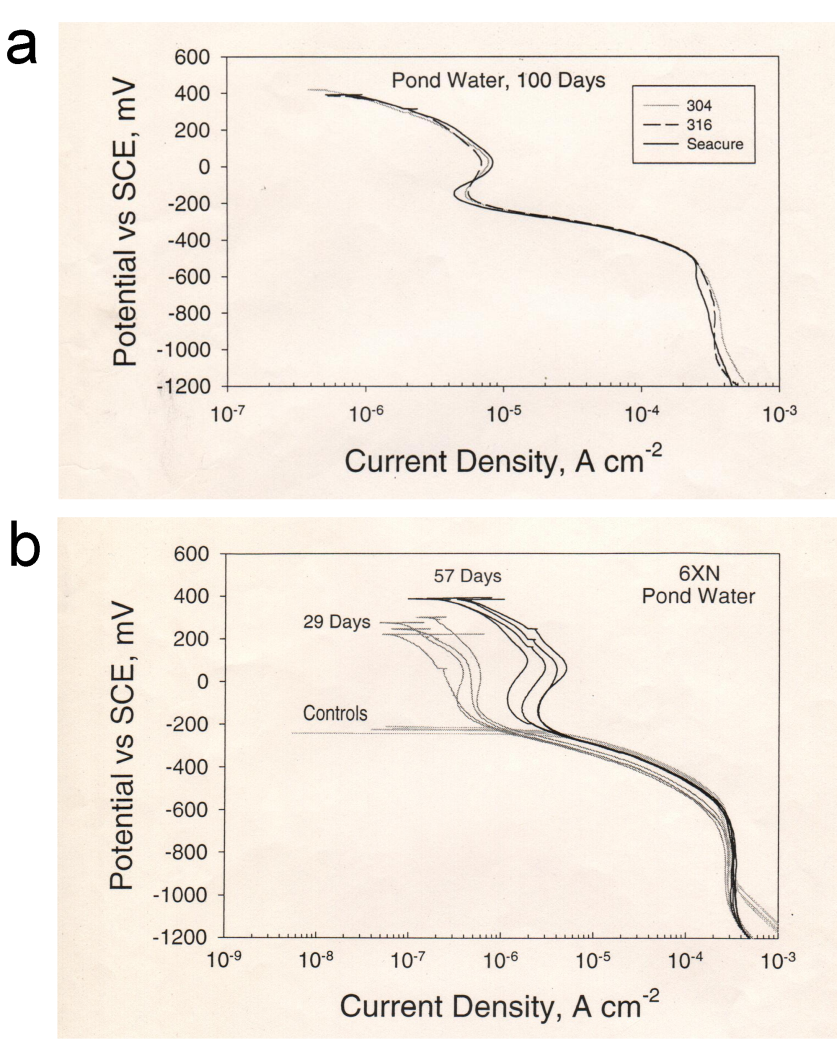 a
Pond Water, 100 Days
304
316
Seacure
600
400
200
0
-200
-400
-600
-800
-1000
-1200
Potential vs SCE, mV
10-7
10-6
10-5
10-4
10-3
Current Density, A cm-2
b
57 Days
6XN
Pond Water
29 Days
Controls
600
400
200
0
-200
-400
-600
-800
-1000
-1200
Potential vs SCE, mV
10-9
10-8
10-7
10-6
10-5
10-4
10-3
Current Density, A cm-2